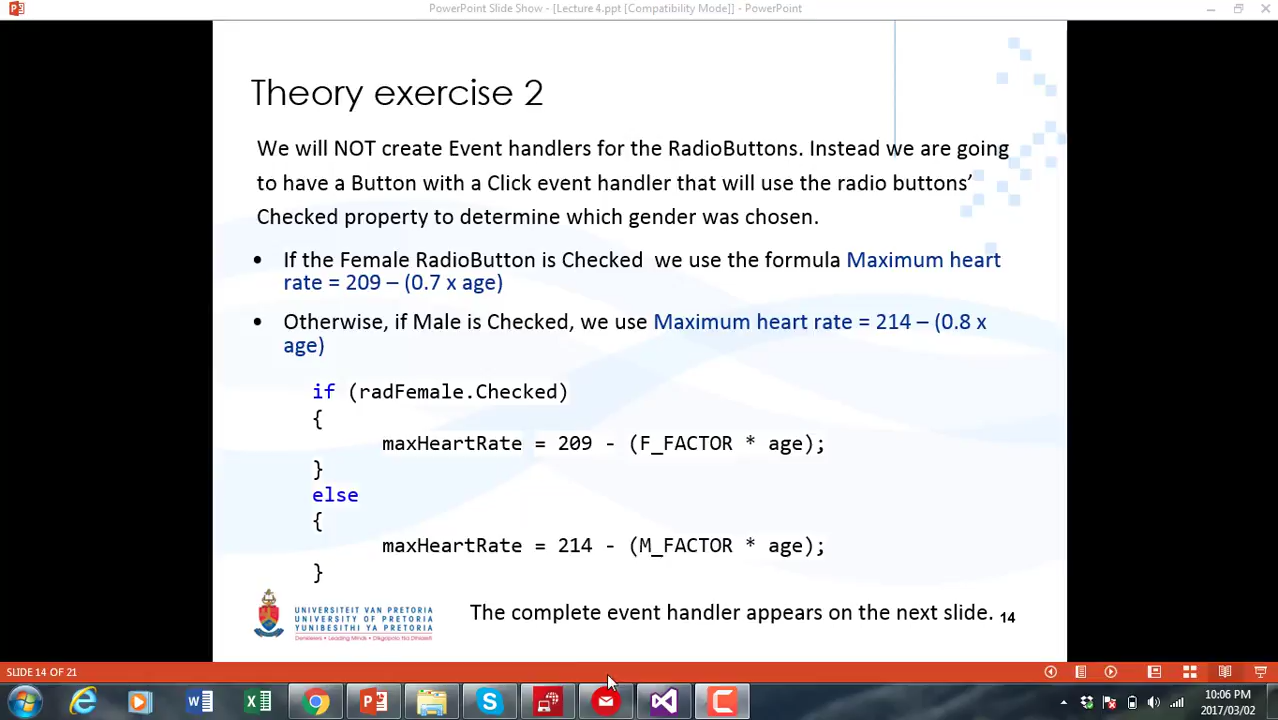 PowerPoint Slide Show - [Lecture 4.ppt [Compatibility Mode]] - PowerPoint
Theory exercise 2
We will NOT create Event handlers for the RadioButtons. Instead we are going
to have a Button with a Click event handler that will use the radio buttons’
Checked property to determine which gender was chosen.
• If the Female RadioButton is Checked we use the formula Maximum heart
rate = 209 – (0.7 x age)
• Otherwise, if Male is Checked, we use Maximum heart rate = 214 – (0.8 x
age)
if (radFemale.Checked)
{
maxHeartRate = 209 - (F_FACTOR * age);
}
else
{
maxHeartRate = 214 - (M_FACTOR * age);
}
UNIVERSITEIT VAN PRETORIA
UNIVERSITY OF PRETORIA
YUNIBESITHI YA PRETORIA
The complete event handler appears on the next slide. 14
SLIDE 14 OF 21
10:06 PM
2017/03/02